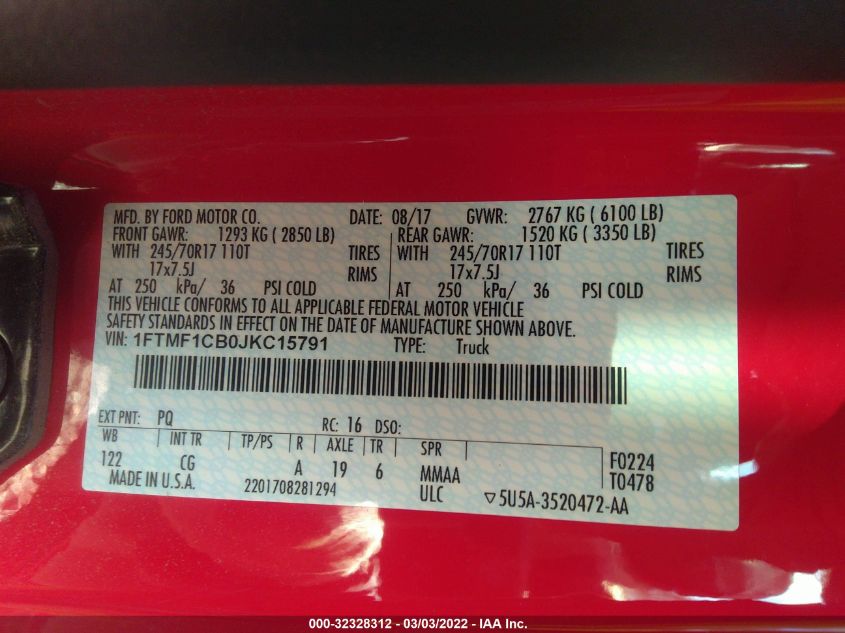 MFD. BY FORD MOTOR CO. DATE: 08/17 GVWR: 2767 KG ( 6100 LB)
FRONT GAWR: 1293 KG ( 2850 LB) REAR GAWR: 1520 KG ( 3350 LB)
WITH 245/70R17 110T TIRES WITH 245/70R17 110T TIRES
17x7.5J RIMS 17x7.5J RIMS
AT 250 kPa/ 36 PSI COLD AT 250 kPa/ 36 PSI COLD
THIS VEHICLE CONFORMS TO ALL APPLICABLE FEDERAL MOTOR VEHICLE
SAFETY STANDARDS IN EFFECT ON THE DATE OF MANUFACTURE SHOWN ABOVE.
VIN: 1FTMF1CB0JKC15791 TYPE: Truck
EXT PNT: PQ RC: 16 DSO:
WB INT TR TP/PS R AXLE TR SPR F0224
122 CG A 19 6 MMAA T0478
MADE IN U.S.A. 2201708281294 ULC ▽5U5A-3520472-AA
000-32328312 - 03/03/2022 - IAA Inc.